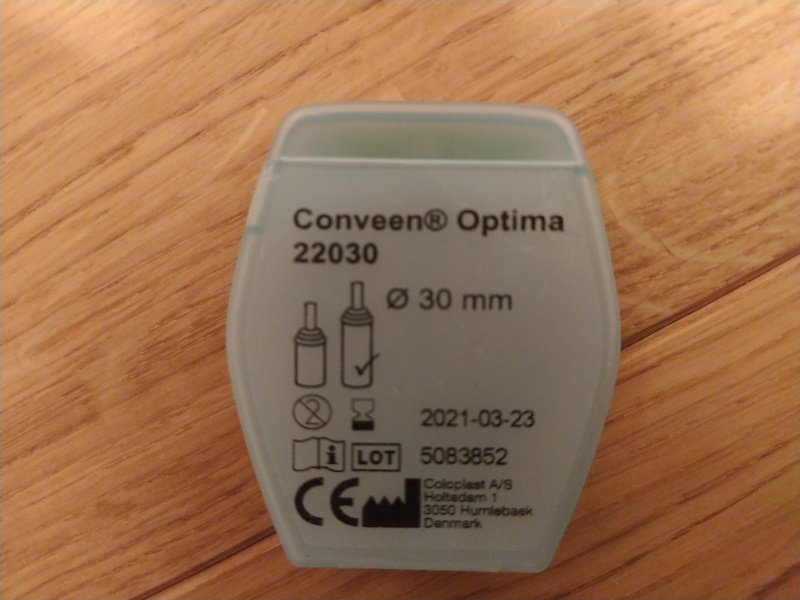 Conveen® Optima
22030
Ø 30 mm
2021-03-23
LOT 5083852
CE
Coloplast A/S
Holtedam 1
3050 Humlebaek
Denmark